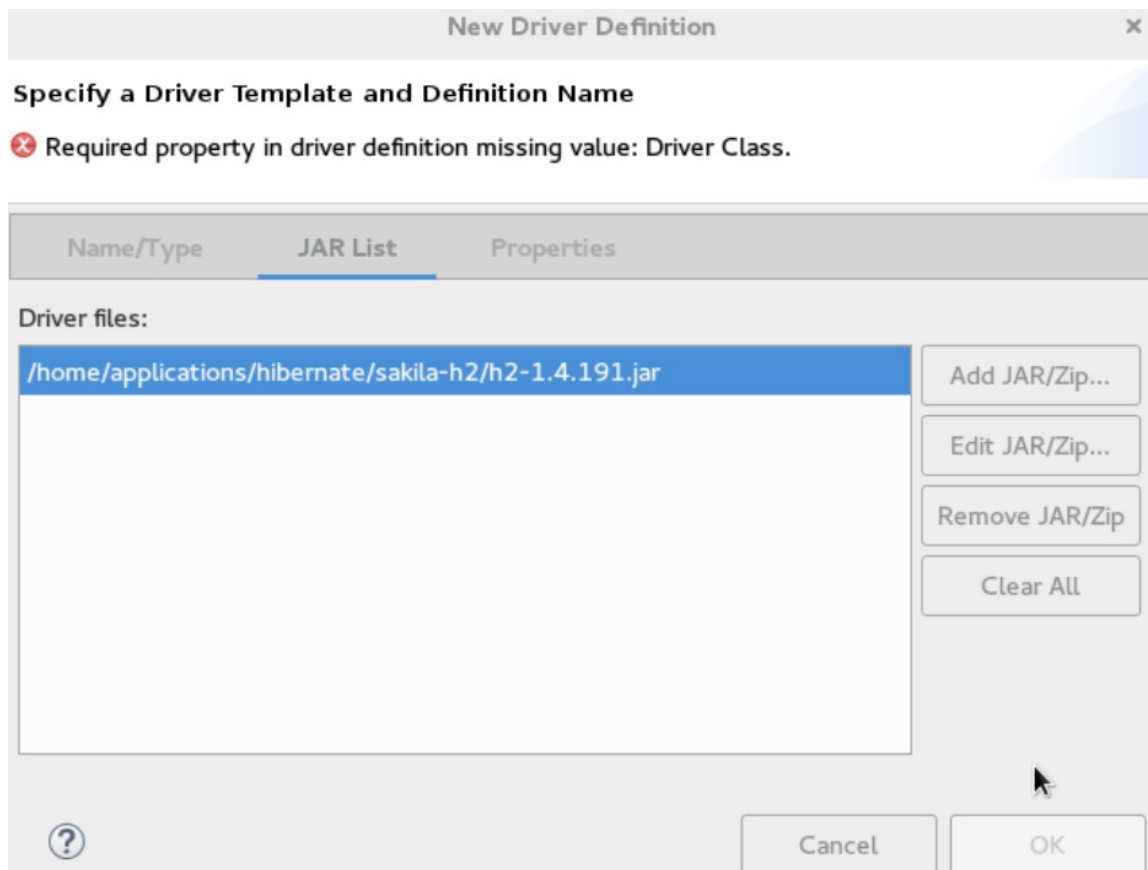 New Driver Definition
Specify a Driver Template and Definition Name
Required property in driver definition missing value: Driver Class.
Name/Type JAR List Properties
Driver files:
/home/applications/hibernate/sakila-h2/h2-1.4.191.jar
Add JAR/Zip...
Edit JAR/Zip...
Remove JAR/Zip
Clear All
? Cancel OK